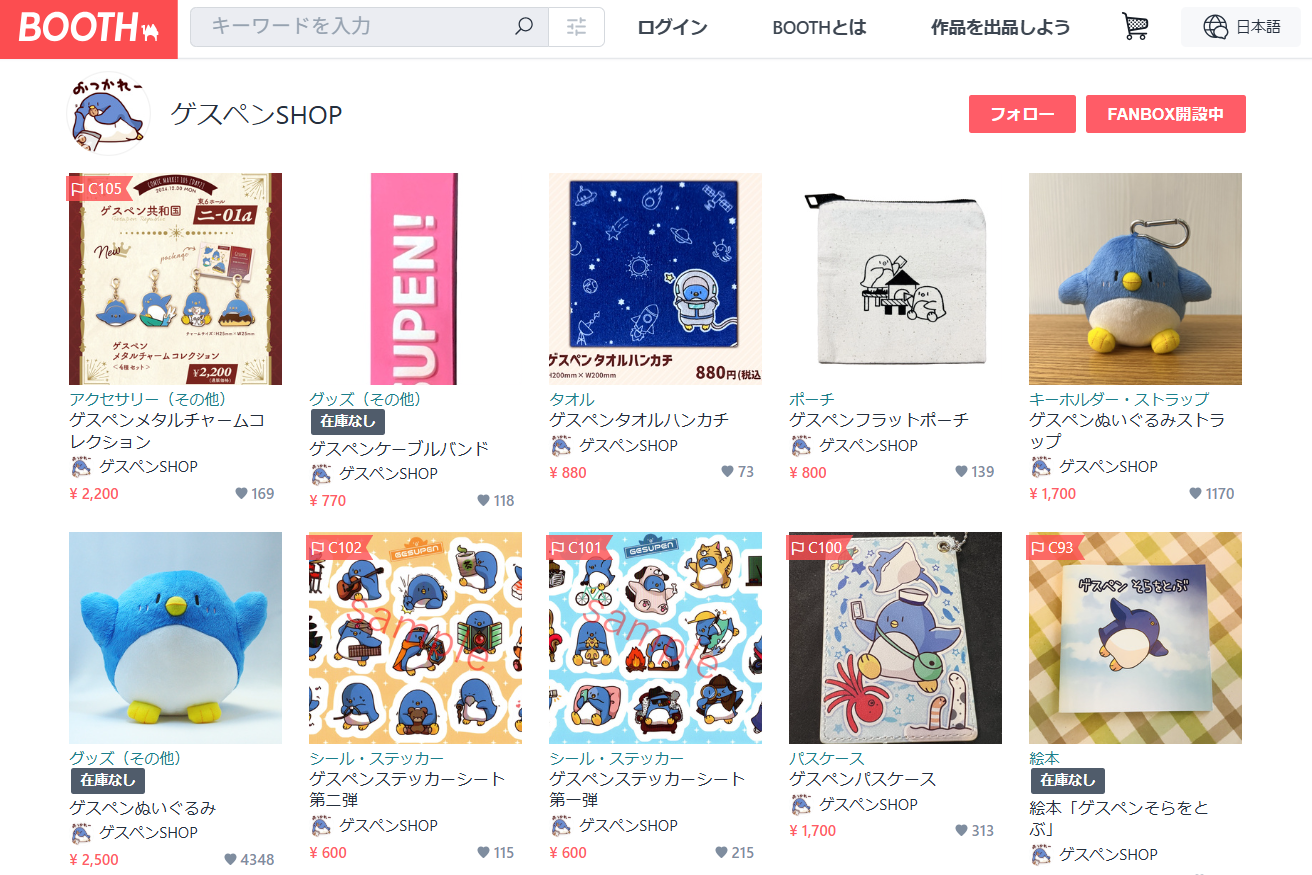 BOOTH
キーワードを入力
ログイン
BOOTHとは
作品を出品しよう
日本語
おつかれー
ゲスペンSHOP
フォロー
FANBOX開設中
C105
ゲスペン共和国
東6ホール
ニ-01a
New
package
ゲスペン
メタルチャームコレクション
<4種セット>
¥2,200
アクセサリー（その他）
ゲスペンメタルチャームコ
レクション
ゲスペンSHOP
¥ 2,200
169
SUPEN!
グッズ（その他）
在庫なし
ゲスペンケーブルバンド
ゲスペンSHOP
¥ 770
118
ゲスペンタオルハンカチ
H200mm × W200mm
880円(税込
タオル
ゲスペンタオルハンカチ
ゲスペンSHOP
¥ 880
73
ポーチ
ゲスペンフラットポーチ
ゲスペンSHOP
¥ 800
139
キーホルダー・ストラップ
ゲスペンぬいぐるみストラ
ップ
ゲスペンSHOP
¥ 1,700
1170
グッズ（その他）
在庫なし
ゲスペンぬいぐるみ
ゲスペンSHOP
¥ 2,500
4348
C102
GESUPEN
sample
シール・ステッカー
ゲスペンステッカーシート
第二弾
ゲスペンSHOP
¥ 600
115
C101
GESUPEN
sample
シール・ステッカー
ゲスペンステッカーシート
第一弾
ゲスペンSHOP
¥ 600
215
C100
パスケース
ゲスペンパスケース
ゲスペンSHOP
¥ 1,700
313
C93
ゲスペン そらをとぶ
絵本
在庫なし
絵本「ゲスペンそらをと
ぶ」
ゲスペンSHOP